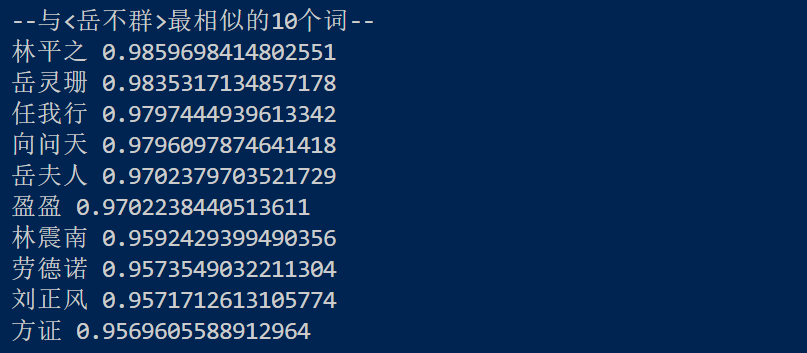 --与<岳不群>最相似的10个词--
林平之 0.9859698414802551
岳灵珊 0.9835317134857178
任我行 0.9797444939613342
向问天 0.9796097874641418
岳夫人 0.9702379703521729
盈盈 0.9702238440513611
林震南 0.9592429399490356
劳德诺 0.9573549032211304
刘正风 0.9571712613105774
方证 0.9569605588912964